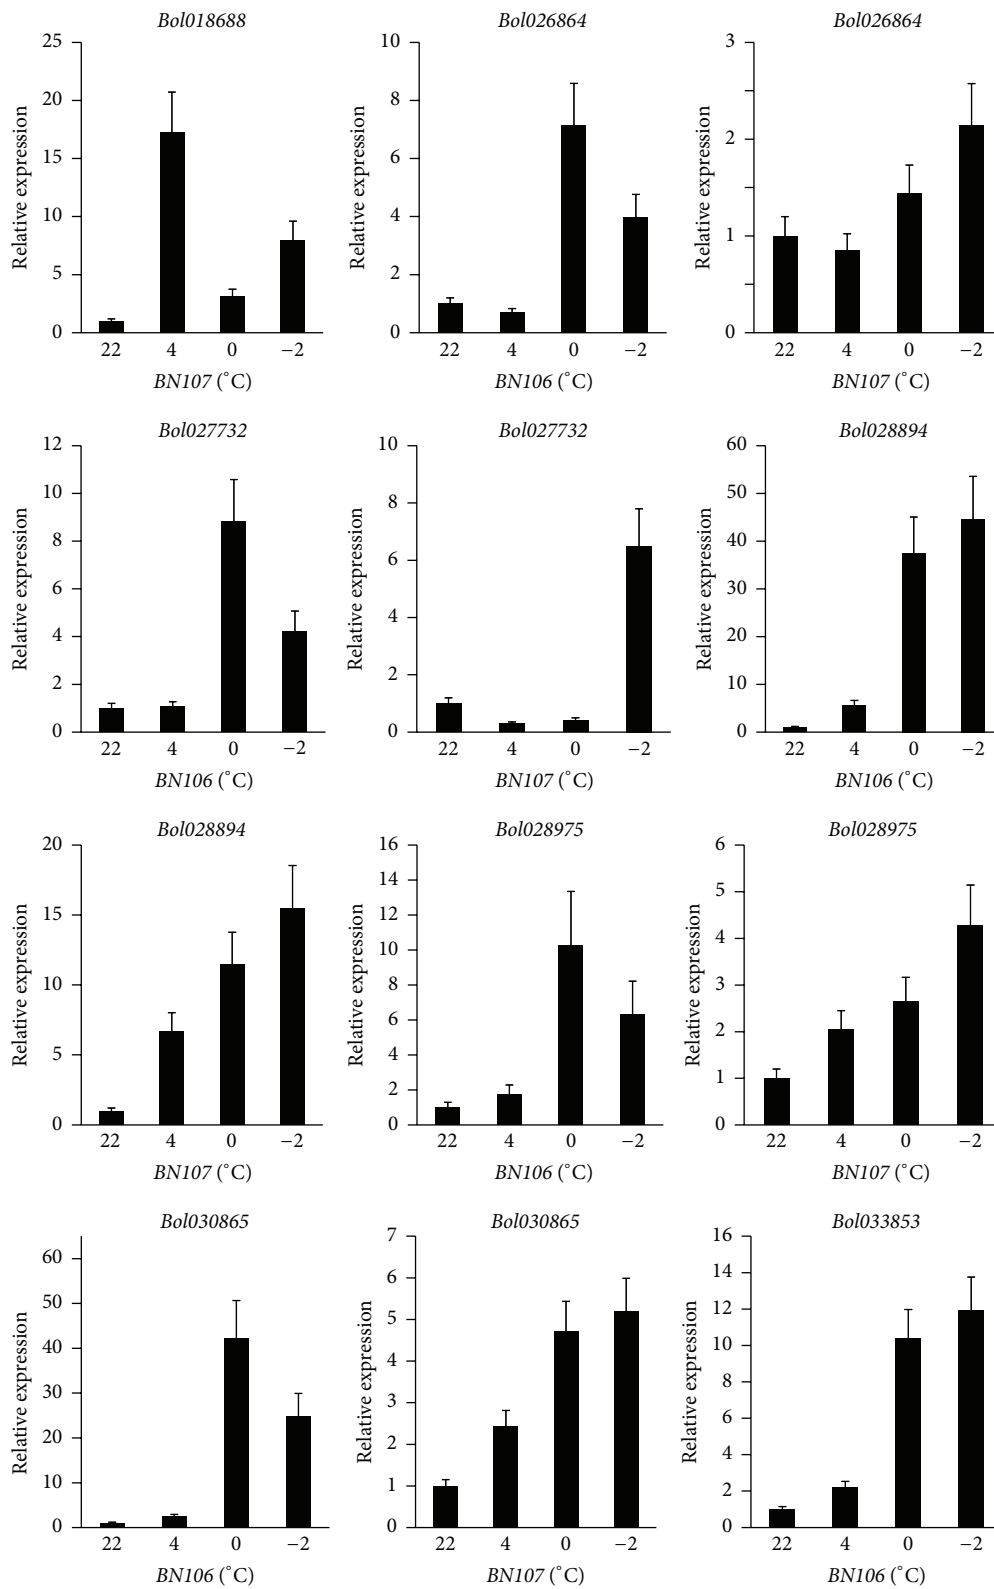 Bol018688
Relative expression
25
20
15
10
5
0
22 4 0 −2
BN107 (°C)
Bol026864
Relative expression
10
8
6
4
2
0
22 4 0 −2
BN106 (°C)
Bol026864
Relative expression
3
2
1
0
22 4 0 −2
BN107 (°C)
Bol027732
Relative expression
12
10
8
6
4
2
0
22 4 0 −2
BN106 (°C)
Bol027732
Relative expression
10
8
6
4
2
0
22 4 0 −2
BN107 (°C)
Bol028894
Relative expression
60
50
40
30
20
10
0
22 4 0 −2
BN106 (°C)
Bol028894
Relative expression
20
15
10
5
0
22 4 0 −2
BN107 (°C)
Bol028975
Relative expression
16
14
12
10
8
6
4
2
0
22 4 0 −2
BN106 (°C)
Bol028975
Relative expression
6
5
4
3
2
1
0
22 4 0 −2
BN107 (°C)
Bol030865
Relative expression
60
50
40
30
20
10
0
22 4 0 −2
BN106 (°C)
Bol030865
Relative expression
7
6
5
4
3
2
1
0
22 4 0 −2
BN107 (°C)
Bol033853
Relative expression
16
14
12
10
8
6
4
2
0
22 4 0 −2
BN106 (°C)